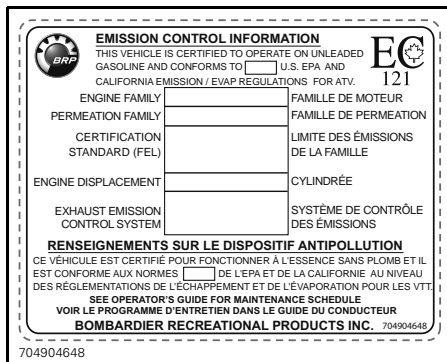 EMISSION CONTROL INFORMATION
THIS VEHICLE IS CERTIFIED TO OPERATE ON UNLEADED
GASOLINE AND CONFORMS TO U.S. EPA AND
CALIFORNIA EMISSION / EVAP REGULATIONS FOR ATV.
BRP
EC
121
ENGINE FAMILY FAMILLE DE MOTEUR
PERMEATION FAMILY FAMILLE DE PERMEATION
CERTIFICATION LIMITE DES ÉMISSIONS
STANDARD (FEL) DE LA FAMILLE
ENGINE DISPLACEMENT CYLINDRÉE
EXHAUST EMISSION SYSTÈME DE CONTRÔLE
CONTROL SYSTEM DES ÉMISSIONS
RENSEIGNEMENTS SUR LE DISPOSITIF ANTIPOLLUTION
CE VÉHICULE EST CERTIFIÉ POUR FONCTIONNER À L'ESSENCE SANS PLOMB ET IL
EST CONFORME AUX NORMES DE L'EPA ET DE LA CALIFORNIE AU NIVEAU
DES RÉGLEMENTATIONS DE L'ÉCHAPPEMENT ET DE L'ÉVAPORATION POUR LES VTT.
SEE OPERATOR'S GUIDE FOR MAINTENANCE SCHEDULE
VOIR LE PROGRAMME D'ENTRETIEN DANS LE GUIDE DU CONDUCTEUR
BOMBARDIER RECREATIONAL PRODUCTS INC. 704904648
704904648